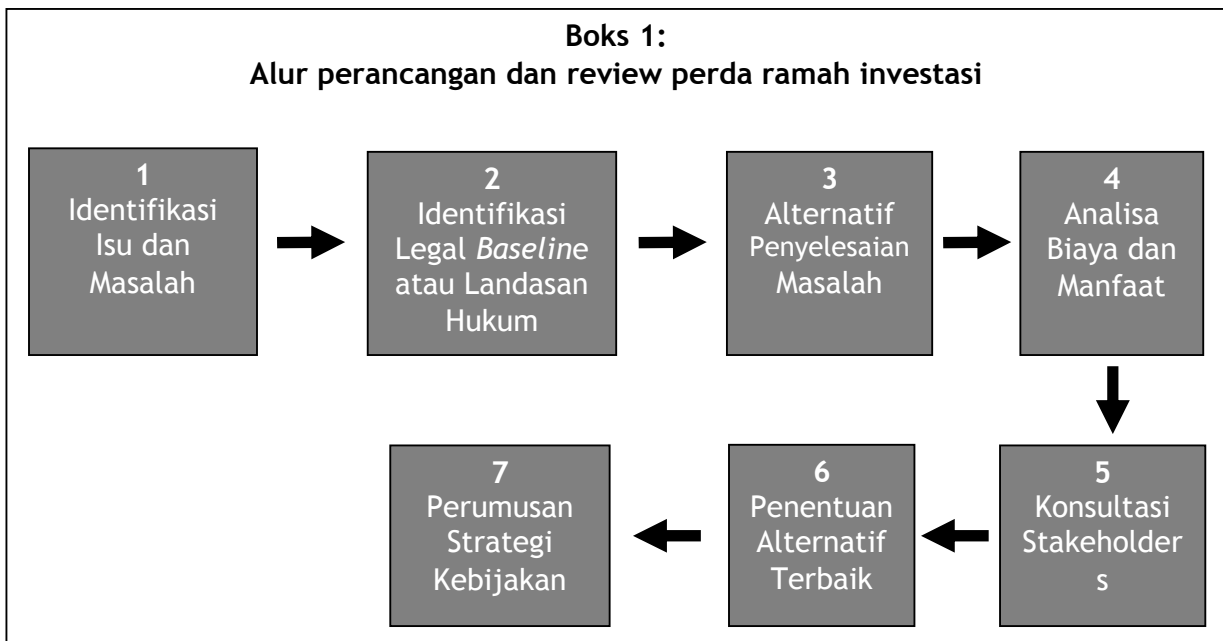 Boks 1:
Alur perancangan dan review perda ramah investasi
1
Identifikasi
Isu dan
Masalah
2
Identifikasi
Legal Baseline
atau Landasan
Hukum
3
Alternatif
Penyelesaian
Masalah
4
Analisa
Biaya dan
Manfaat
5
Konsultasi
Stakeholder
s
6
Penentuan
Alternatif
Terbaik
7
Perumusan
Strategi
Kebijakan